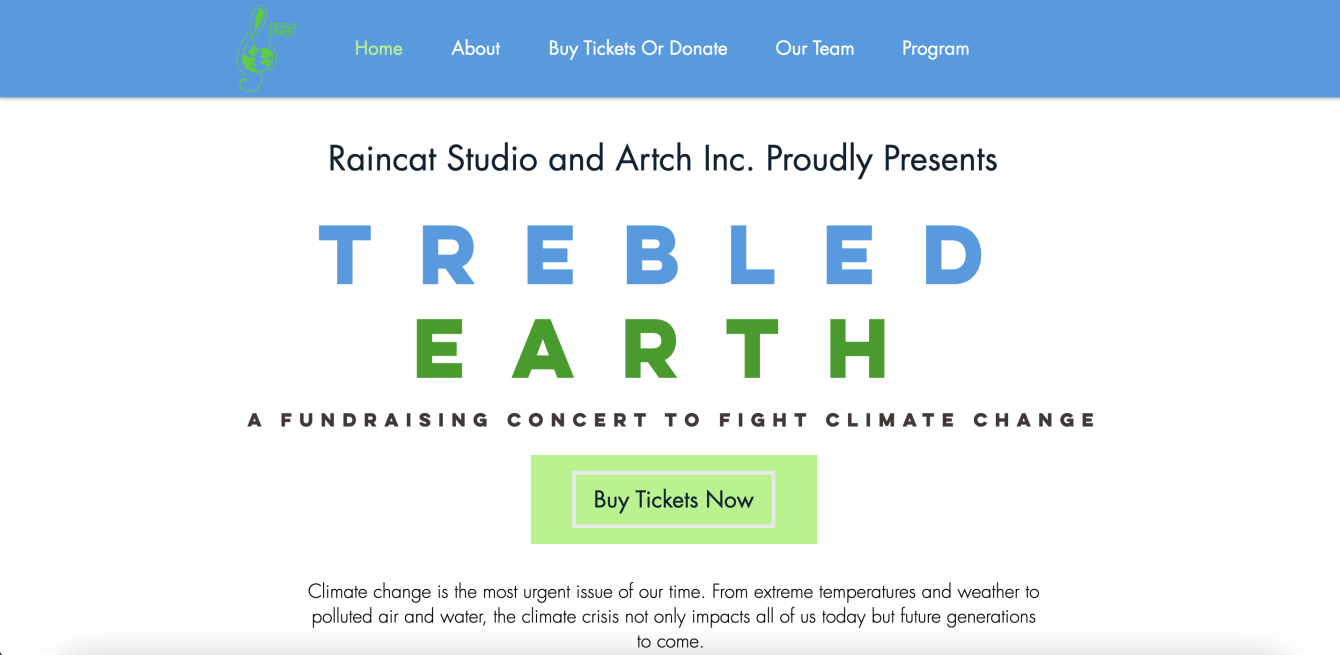 Home About Buy Tickets Or Donate Our Team Program
Raincat Studio and Artch Inc. Proudly Presents
TREBLED
EARTH
A FUNDRAISING CONCERT TO FIGHT CLIMATE CHANGE
Buy Tickets Now
Climate change is the most urgent issue of our time. From extreme temperatures and weather to
polluted air and water, the climate crisis not only impacts all of us today but future generations
to come.